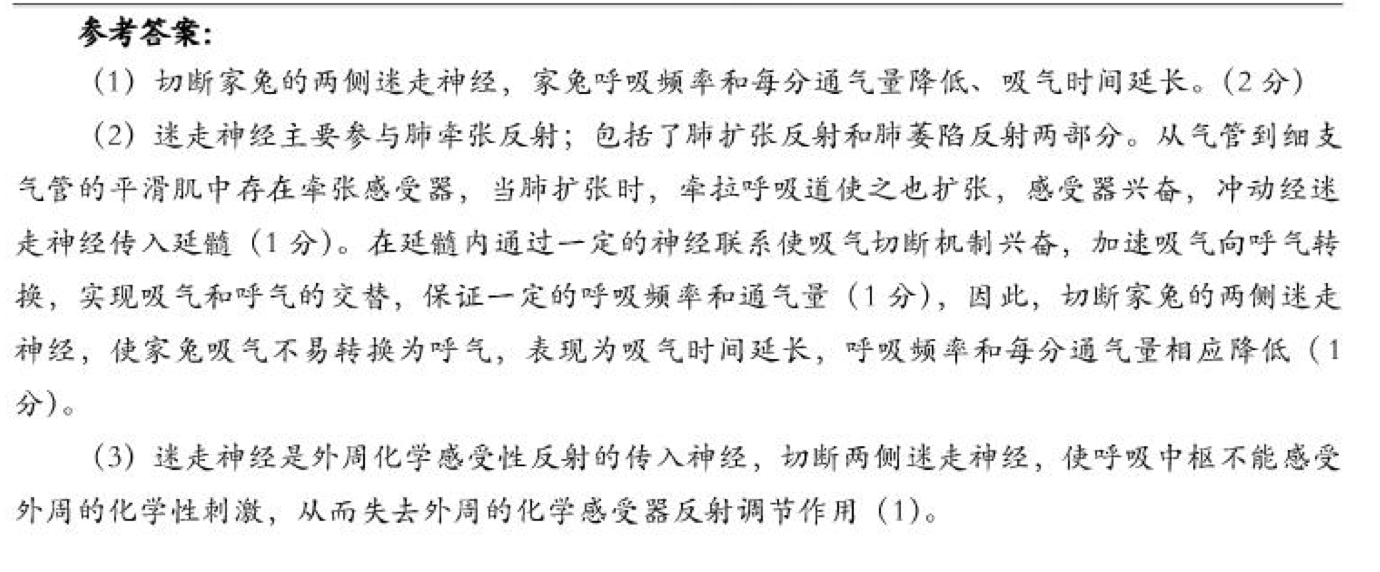 参考答案:
（1）切断家兔的两侧迷走神经，家兔呼吸频率和每分通气量降低、吸气时间延长。（2 分）
（2）迷走神经主要参与肺牵张反射；包括了肺扩张反射和肺萎陷反射两部分。从气管到细支
气管的平滑肌中存在牵张感受器，当肺扩张时，牵拉呼吸道使之也扩张，感受器兴奋，冲动经迷
走神经传入延髓（1 分）。在延髓内通过一定的神经联系使吸气切断机制兴奋，加速吸气向呼气转
换，实现吸气和呼气的交替，保证一定的呼吸频率和通气量（1 分），因此，切断家兔的两侧迷走
神经，使家兔吸气不易转换为呼气，表现为吸气时间延长，呼吸频率和每分通气量相应降低（1
分）。
（3）迷走神经是外周化学感受性反射的传入神经，切断两侧迷走神经，使呼吸中枢不能感受
外周的化学性刺激，从而失去外周的化学感受器反射调节作用（1）。